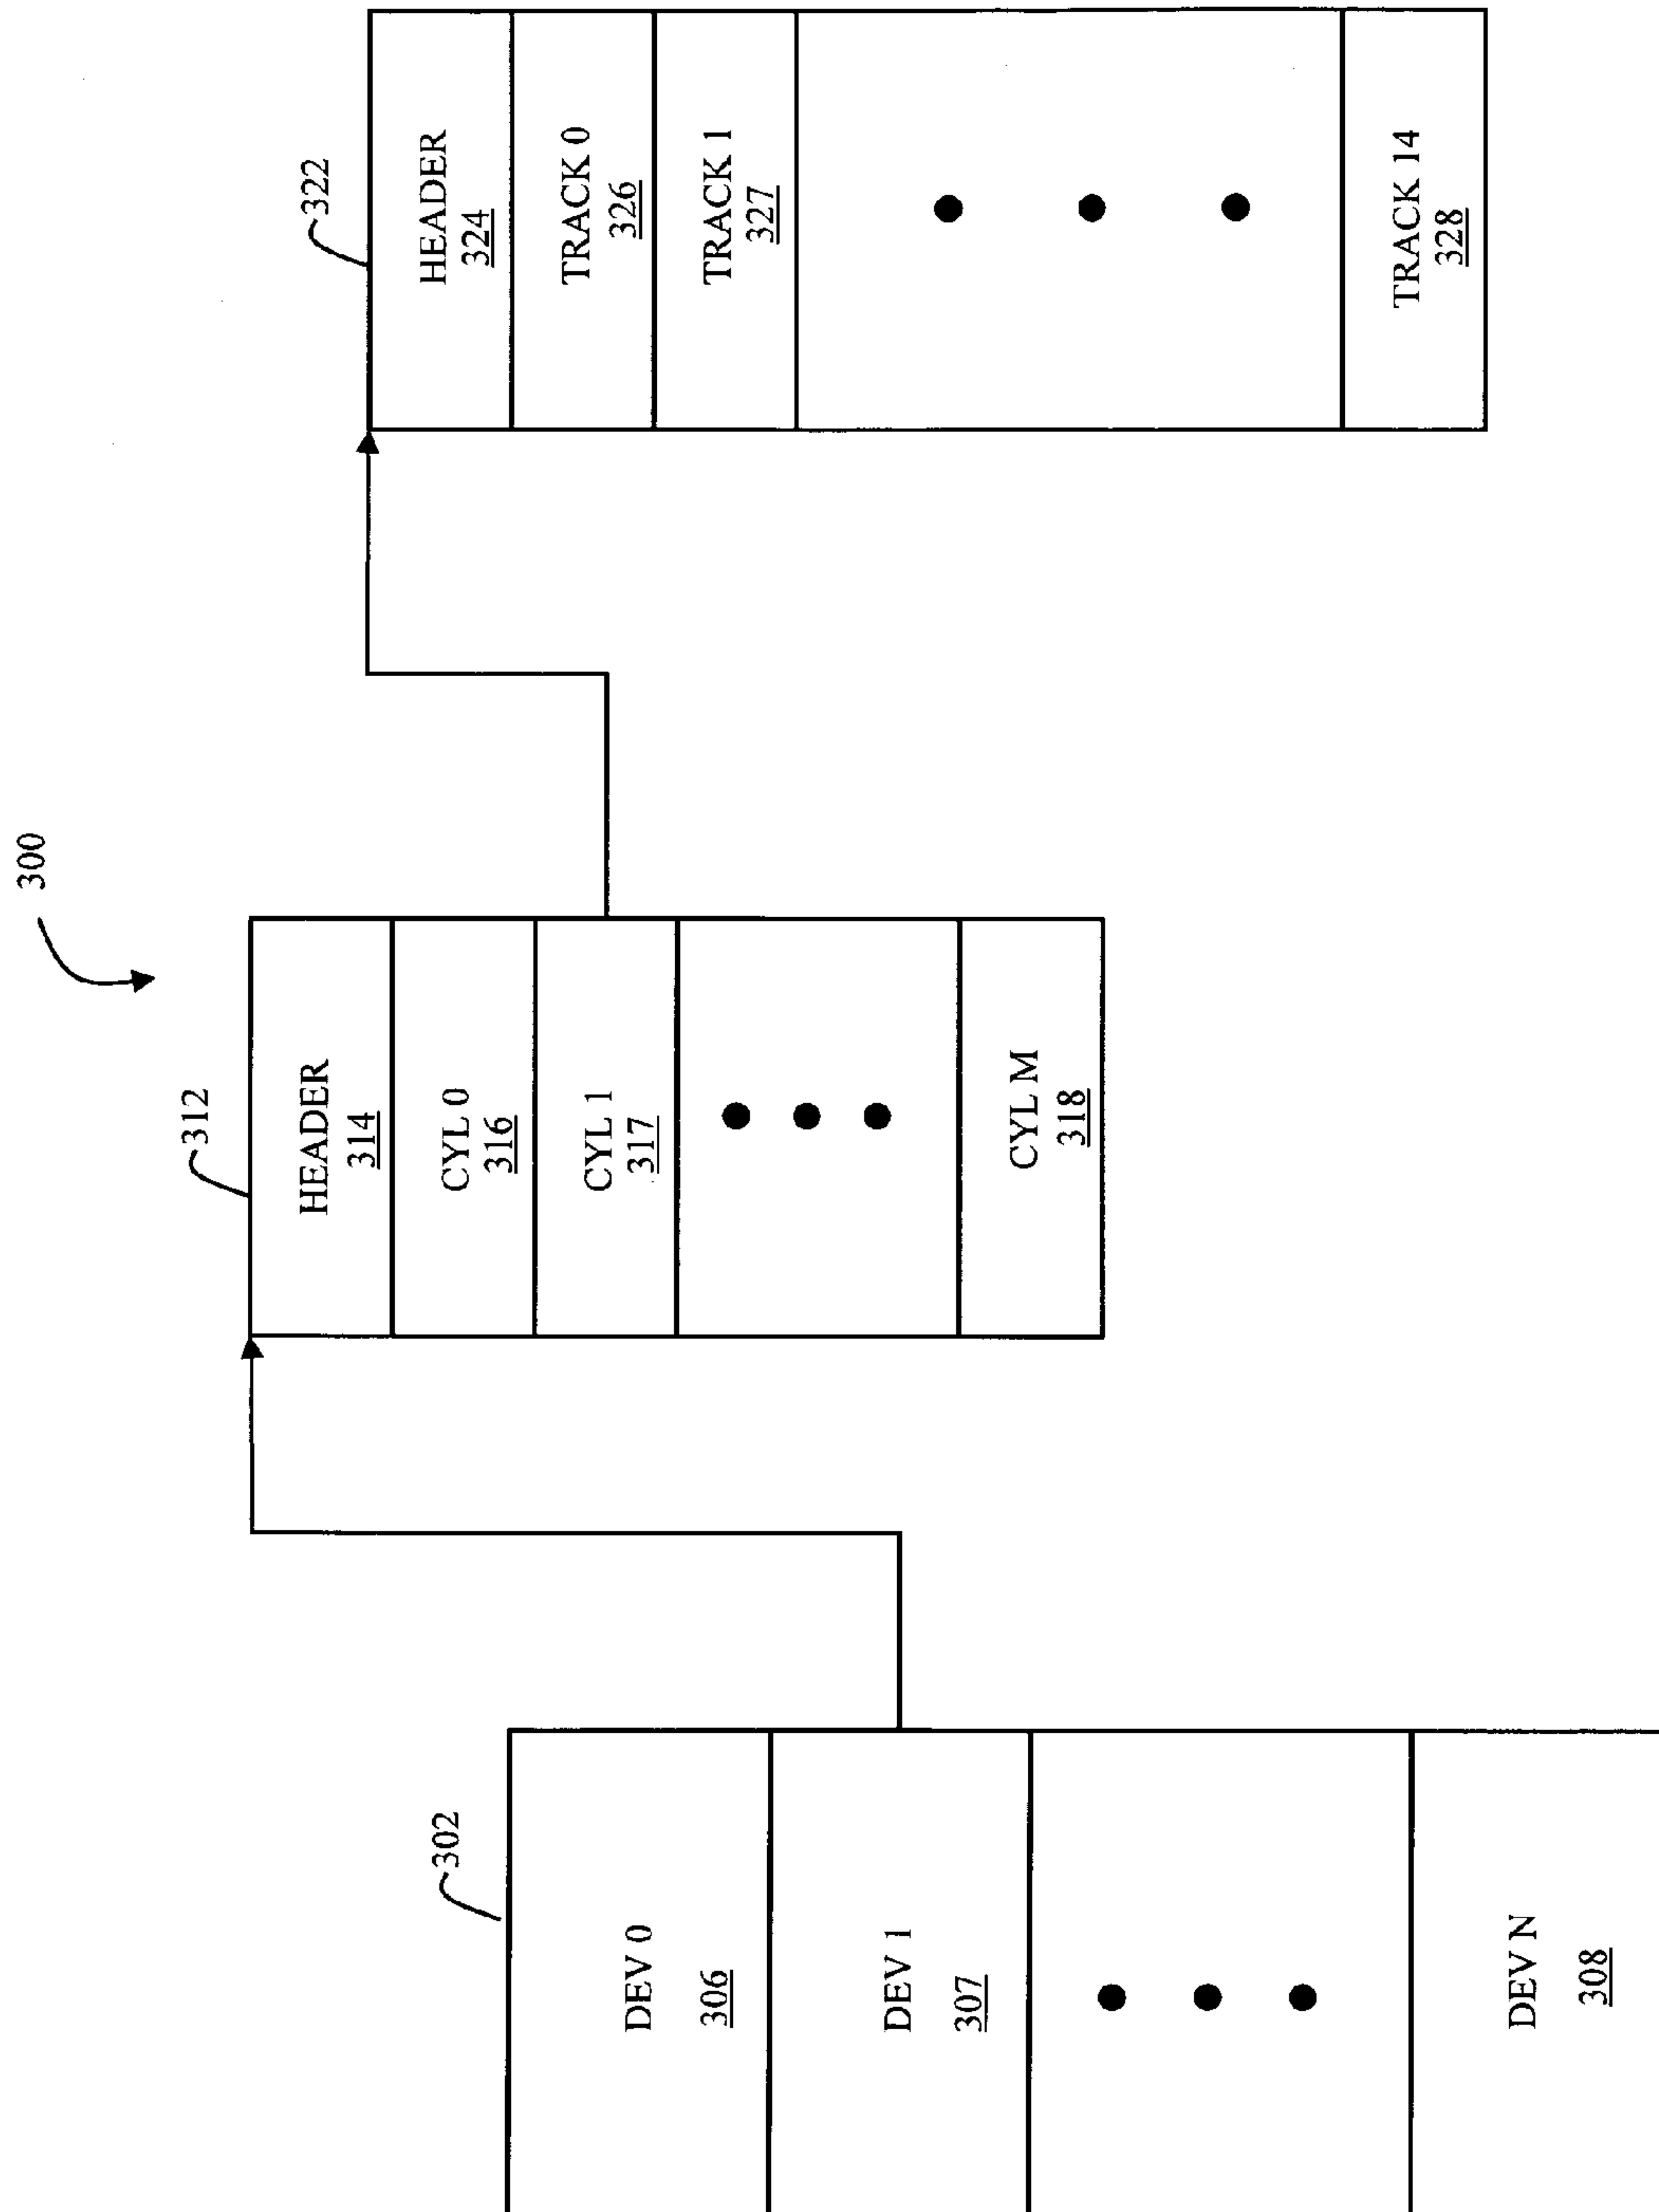 300
302
DEV 0
306
DEV 1
307
DEV N
308
312
HEADER
314
CYL 0
316
CYL 1
317
CYL M
318
322
HEADER
324
TRACK 0
326
TRACK 1
327
TRACK 14
328